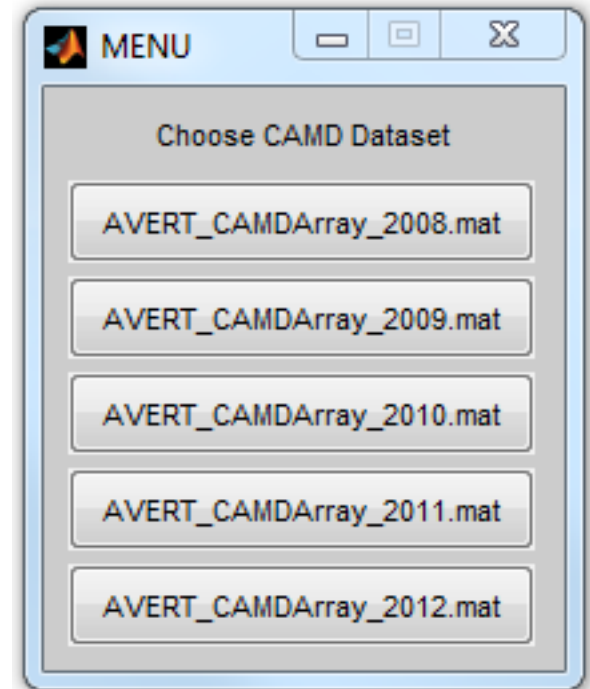 MENU
Choose CAMD Dataset
AVERT_CAMDArray_2008.mat
AVERT_CAMDArray_2009.mat
AVERT_CAMDArray_2010.mat
AVERT_CAMDArray_2011.mat
AVERT_CAMDArray_2012.mat